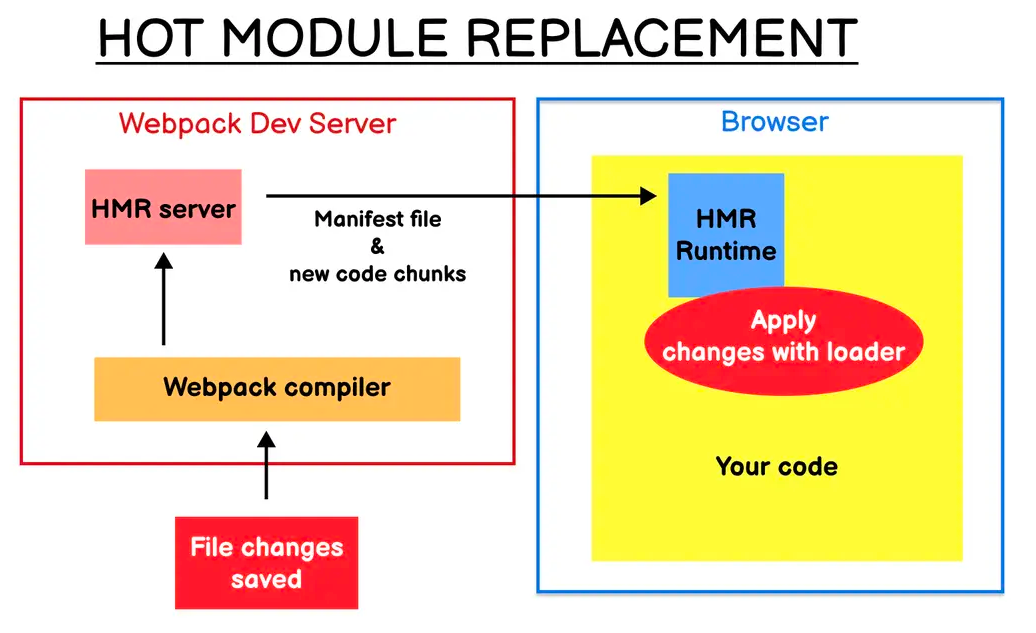 HOT MODULE REPLACEMENT
Webpack Dev Server
HMR server
Manifest file
&
new code chunks
Webpack compiler
File changes
saved
Browser
HMR
Runtime
Apply
changes with loader
Your code